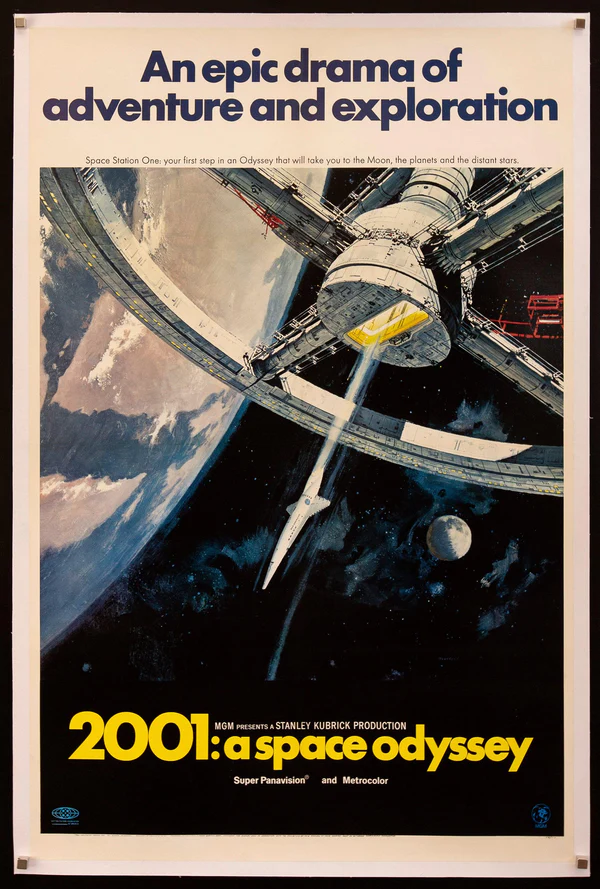 An epic drama of
adventure and exploration
Space Station One: your first step in an Odyssey that will take you to the Moon, the planets and the distant stars.
MGM PRESENTS A STANLEY KUBRICK PRODUCTION
2001: a space odyssey
Super Panavision® and Metrocolor
MGM